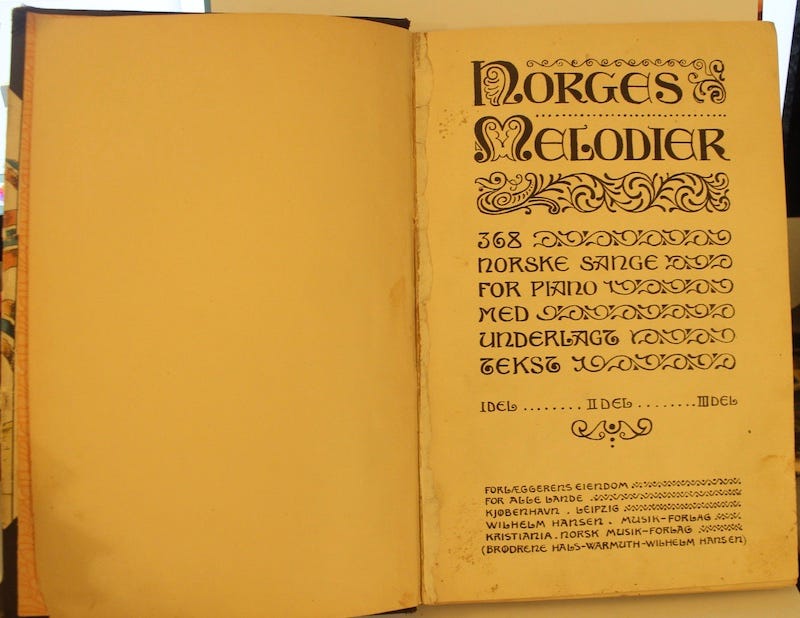 NORGES
MELODIER
368
NORSKE SANGE
FOR PIANO
MED
UNDERLAGT
TEKST
I DEL ........ II DEL ........ III DEL
FORLÆGGERENS EIENDOM
FOR ALLE LANDE
KJØBENHAVN . LEIPZIG
WILHELM HANSEN . MUSIK-FORLAG
KRISTIANIA . NORSK MUSIK-FORLAG
(BRØDRENE HALS-WARMUTH-WILHELM HANSEN)